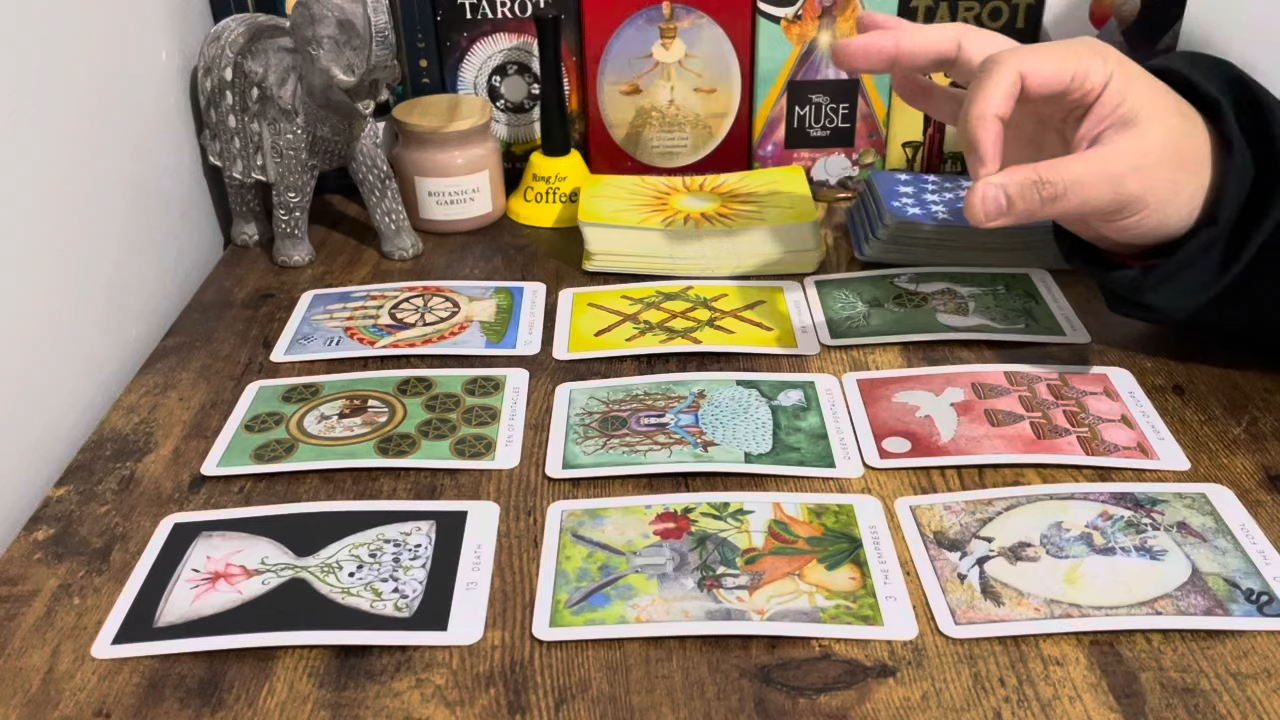 TAROT
TAROT
THE
MUSE
TAROT
BOTANICAL
GARDEN
Ring for
Coffee
10 WHEEL OF FORTUNE
TEN OF PENTACLES
QUEEN OF PENTACLES
EIGHT OF CUPS
13 DEATH
3 THE EMPRESS
THE FOOL